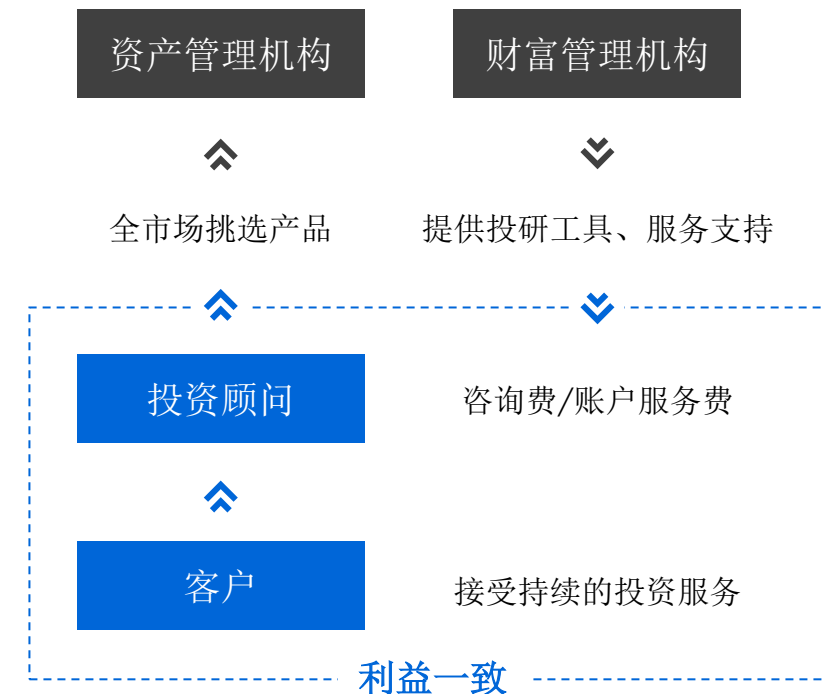 资产管理机构
财富管理机构
全市场挑选产品
提供投研工具、服务支持
投资顾问
咨询费/账户服务费
客户
接受持续的投资服务
利益一致